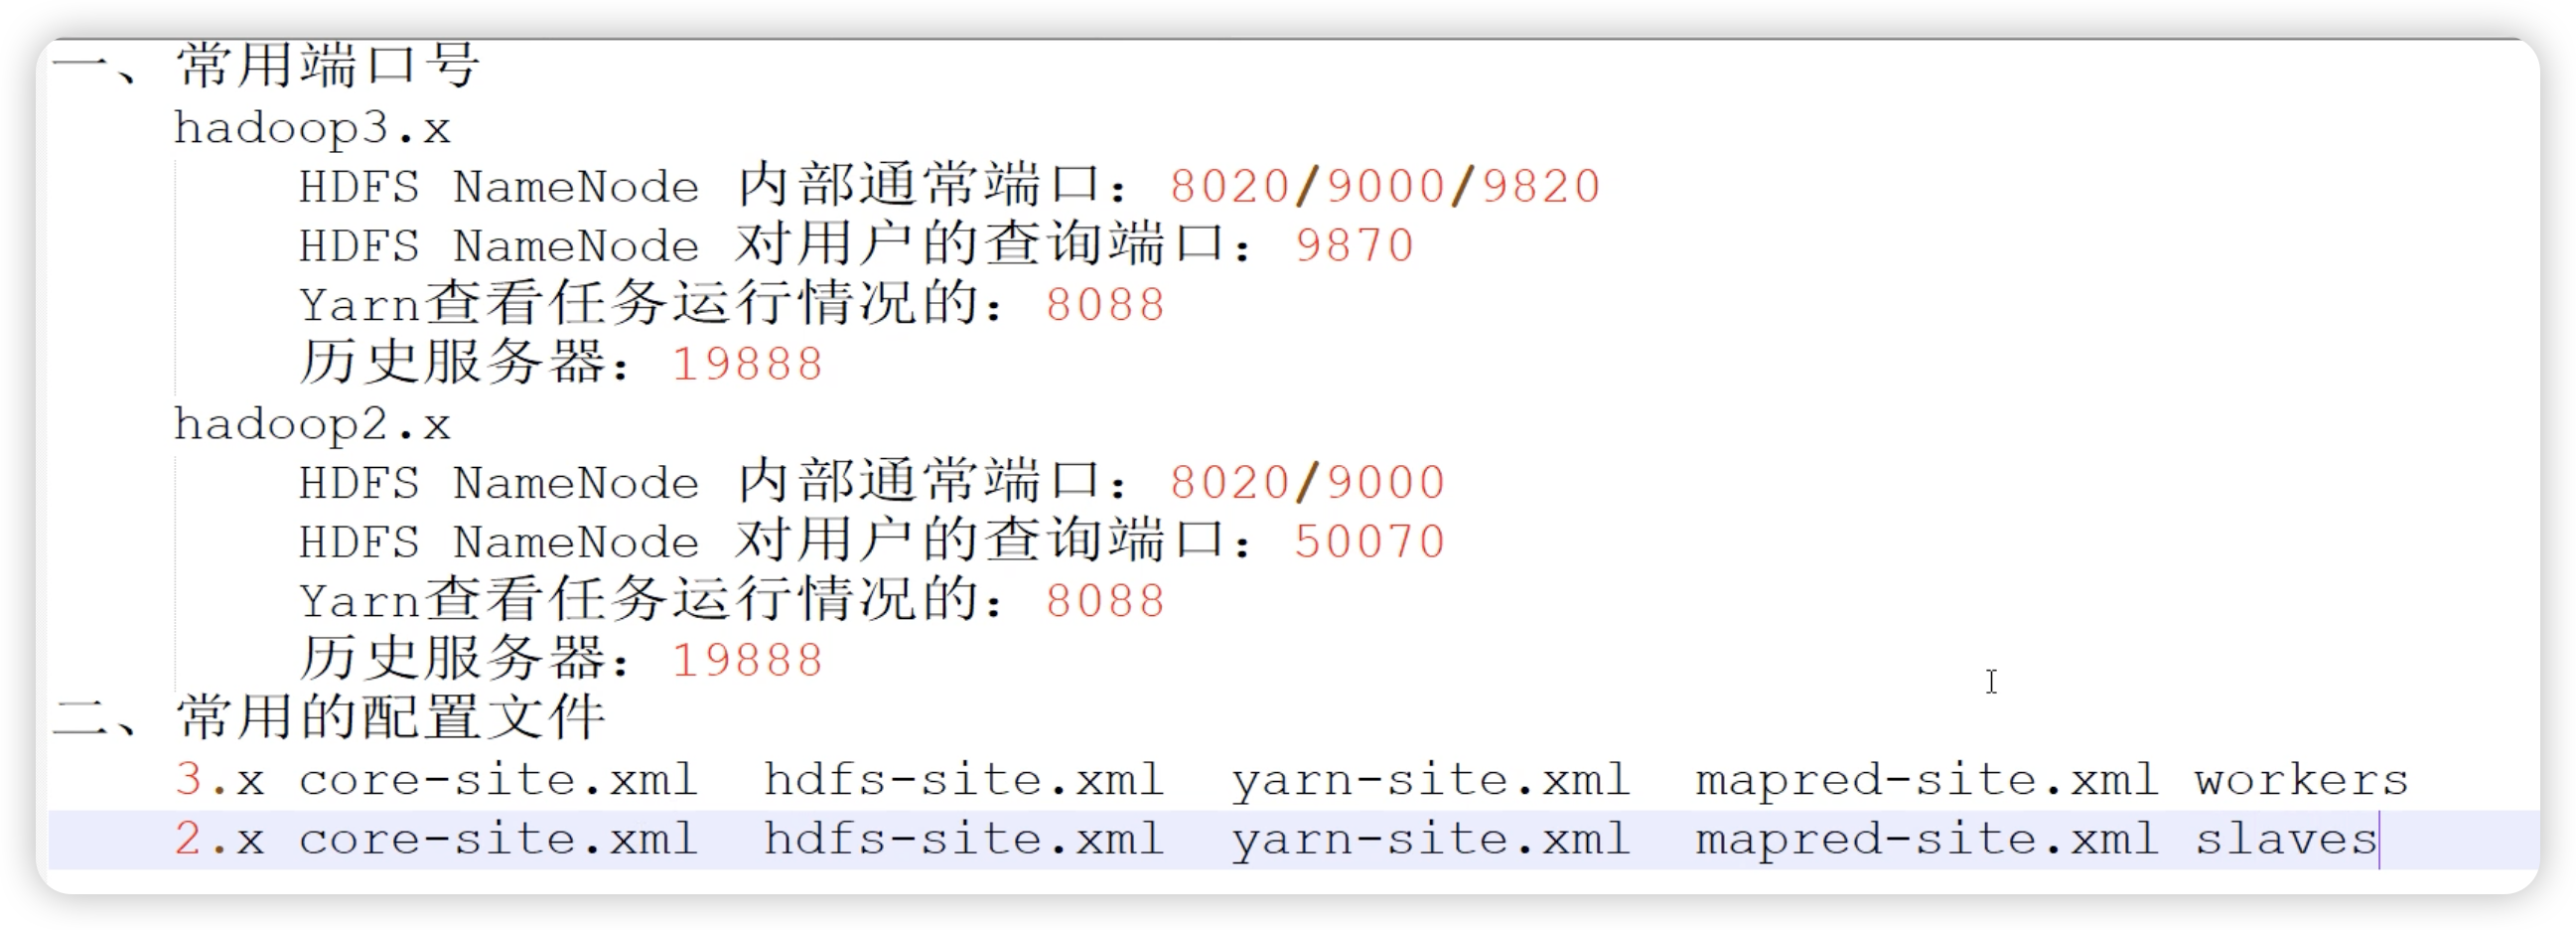 一、常用端口号
hadoop3.x
HDFS NameNode 内部通常端口：8020/9000/9820
HDFS NameNode 对用户的查询端口：9870
Yarn查看任务运行情况的：8088
历史服务器：19888
hadoop2.x
HDFS NameNode 内部通常端口：8020/9000
HDFS NameNode 对用户的查询端口：50070
Yarn查看任务运行情况的：8088
历史服务器：19888
二、常用的配置文件
3.x core-site.xml  hdfs-site.xml  yarn-site.xml  mapred-site.xml workers
2.x core-site.xml  hdfs-site.xml  yarn-site.xml  mapred-site.xml slaves